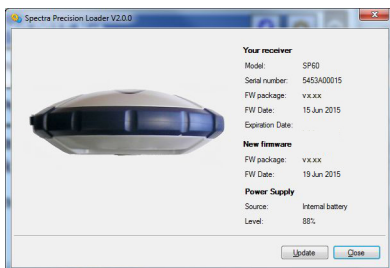 Spectra Precision Loader V2.0.0
Your receiver
Model: SP60
Serial number: 5453A00015
FW package: vx.xx
FW Date: 15 Jun 2015
Expiration Date:
New firmware
FW package: vx.xx
FW Date: 19 Jun 2015
Power Supply
Source: Internal battery
Level: 88%
Update Close